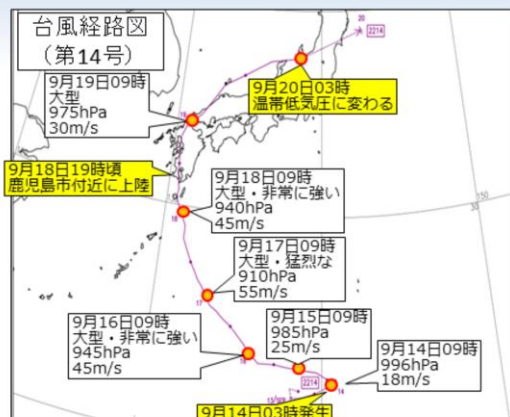 台風経路図
（第14号）
20
2214
9月20日03時
温帯低気圧に変わる
9月19日09時
大型
975hPa
30m/s
9月18日19時頃
鹿児島市付近に上陸
9月18日09時
大型・非常に強い
940hPa
45m/s
18
150
30
9月17日09時
大型・猛烈な
910hPa
55m/s
17
9月16日09時
大型・非常に強い
945hPa
45m/s
9月15日09時
985hPa
25m/s
9月14日09時
996hPa
18m/s
2214
14
9月14日03時発生